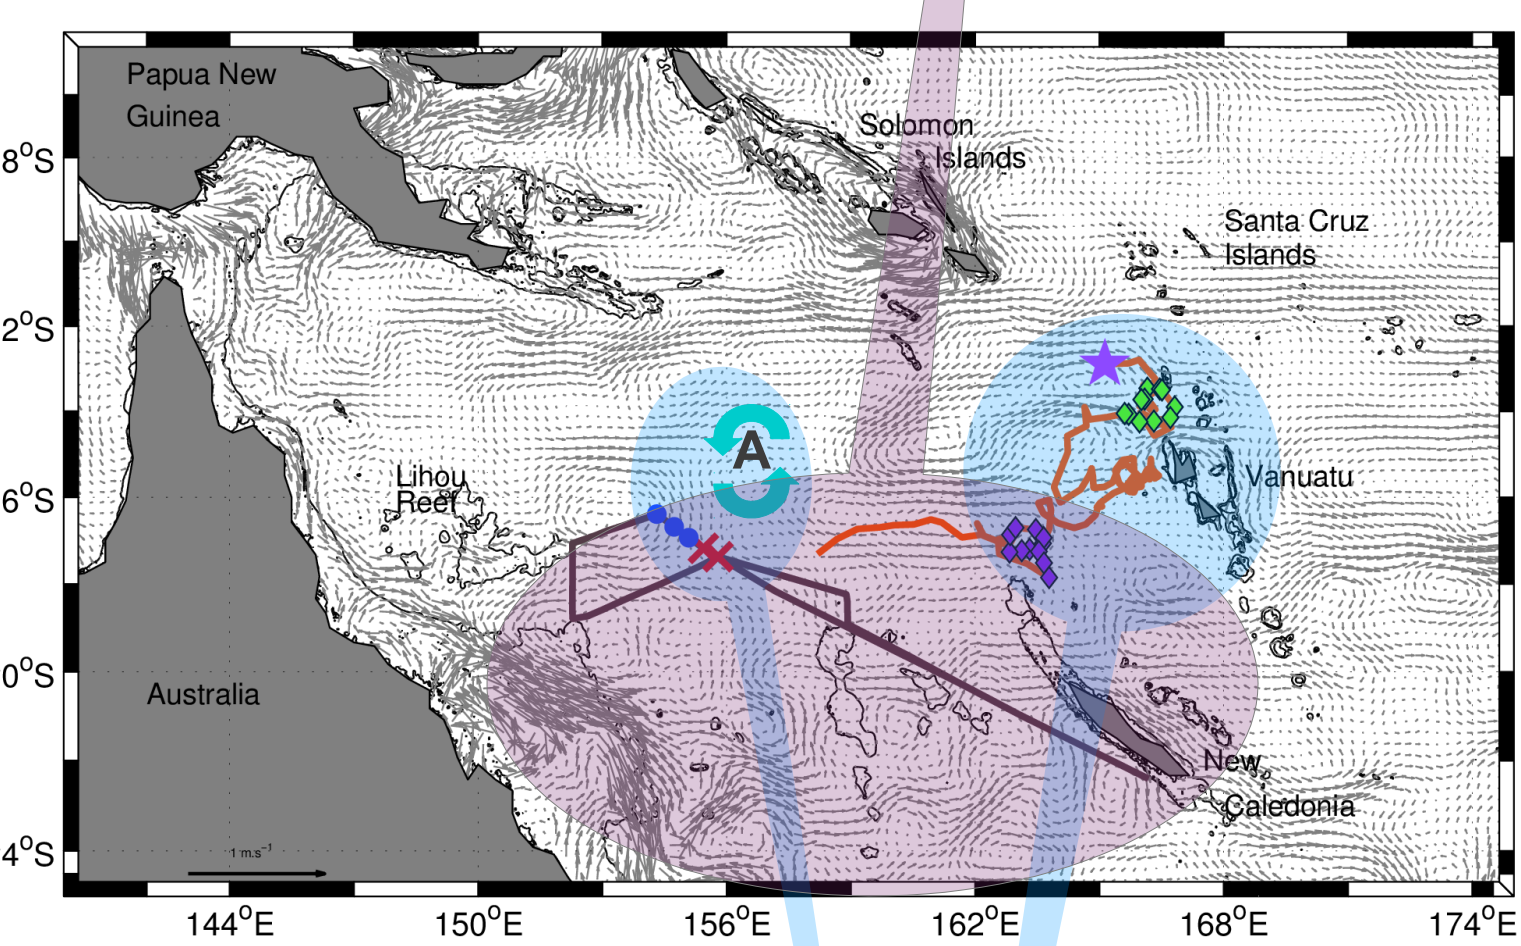 Papua New
Guinea
Solomon
Islands
8°S
Santa Cruz
Islands
2°S
A
Lihou
Reef
Vanuatu
6°S
0°S
Australia
New
Caledonia
4°S
1 m.s⁻¹
144°E
150°E
156°E
162°E
168°E
174°E